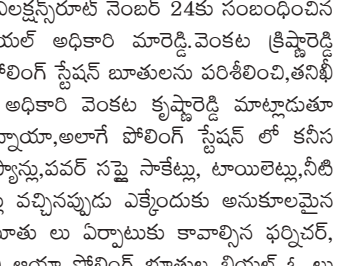 ఎలక్షన్స్‌రూట్ నెంబర్ 24కు సంబంధించిన
అధికారి మారెడ్డి.వెంకట క్రిష్ణారెడ్డి
స్టేషన్ బూతులను పరిశీలించి,తనిఖీ
అధికారి వెంకట కృష్ణారెడ్డి మాట్లాడుతూ
,అలాగే పోలింగ్ స్టేషన్ లో కనీస
ఫ్యాన్లు,పవర్ సప్లై సాకెట్లు, టాయిలెట్లు,నీటి
వచ్చినప్పుడు ఎక్కేందుకు అనుకూలమైన
లు ఏర్పాటుకు కావాల్సిన ఫర్నిచర్,
ఆయా పోలింగ్ బూతుల బీయల్ ఓ లు